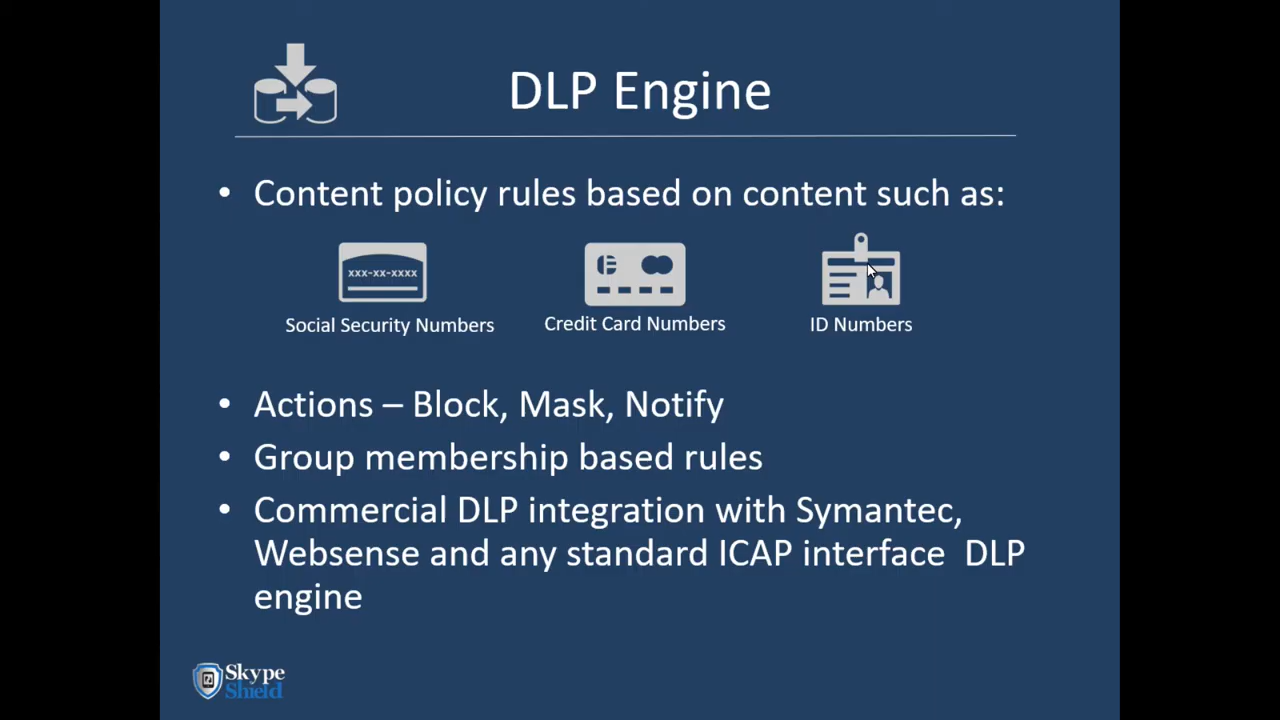 DLP Engine
• Content policy rules based on content such as:
xxx-xx-xxxx
Social Security Numbers
Credit Card Numbers
ID Numbers
• Actions – Block, Mask, Notify
• Group membership based rules
• Commercial DLP integration with Symantec,
Websense and any standard ICAP interface  DLP
engine
Skype
Shield